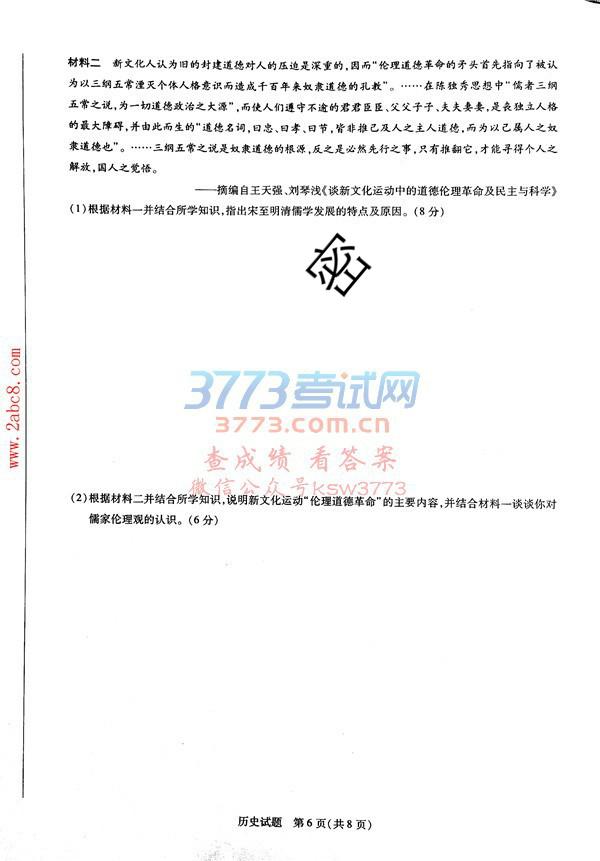 材料二 新文化人认为旧的封建道德对人的压迫是深重的,因而“伦理道德革命的矛头首先指向了被认
为以三纲五常湮灭个体人格意识而造成千百年来奴隶道德的孔教”。……在陈独秀思想中“儒者三纲
五常之说,为一切道德政治之大源”,而使人们遵守不逾的君君臣臣、父父子子、夫夫妻妻,是丧独立人格
的最大障碍,并由此而生的“道德名词,曰忠、曰孝、曰节,皆非推己及人之主人道德,而为以己属人之奴
隶道德也”。……三纲五常之说是奴隶道德的根源,反之是必然先行之事,只有推翻它,才能寻得个人之
解放,国人之觉悟。
——摘编自王天强、刘琴浅《谈新文化运动中的道德伦理革命及民主与科学》
(1)根据材料一并结合所学知识,指出宋至明清儒学发展的特点及原因。(8分)
密
www.2abc8.com
3773考试网
3773.com.cn
查成绩 看答案
微信公众号ksw3773
(2)根据材料二并结合所学知识,说明新文化运动“伦理道德革命”的主要内容,并结合材料一谈谈你对
儒家伦理观的认识。(6分)
历史试题 第6页(共8页)